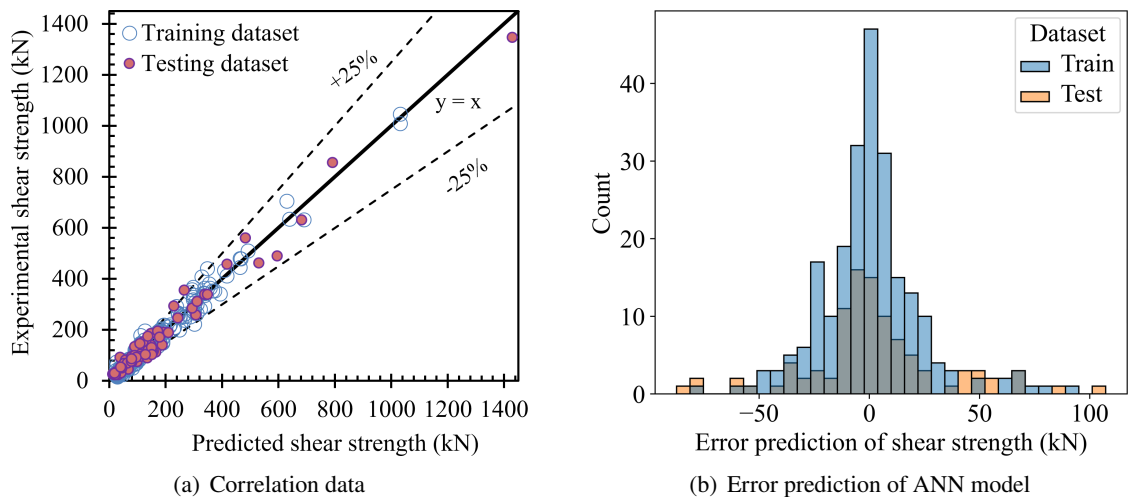 1400
1200
1000
800
600
400
200
0
0 200 400 600 800 1000 1200 1400
Experimental shear strength (kN)
Predicted shear strength (kN)
Training dataset
Testing dataset
+25%
y = x
-25%
(a) Correlation data
40
30
20
10
0
−50 0 50 100
Count
Error prediction of shear strength (kN)
Dataset
Train
Test
(b) Error prediction of ANN model